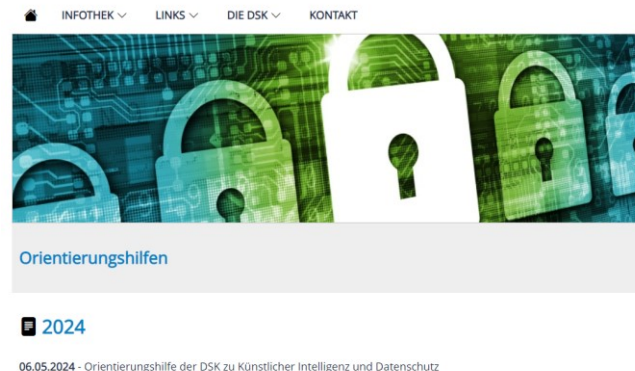 INFOTHEK LINKS DIE DSK KONTAKT
Orientierungshilfen
2024
06.05.2024 - Orientierungshilfe der DSK zu Künstlicher Intelligenz und Datenschutz